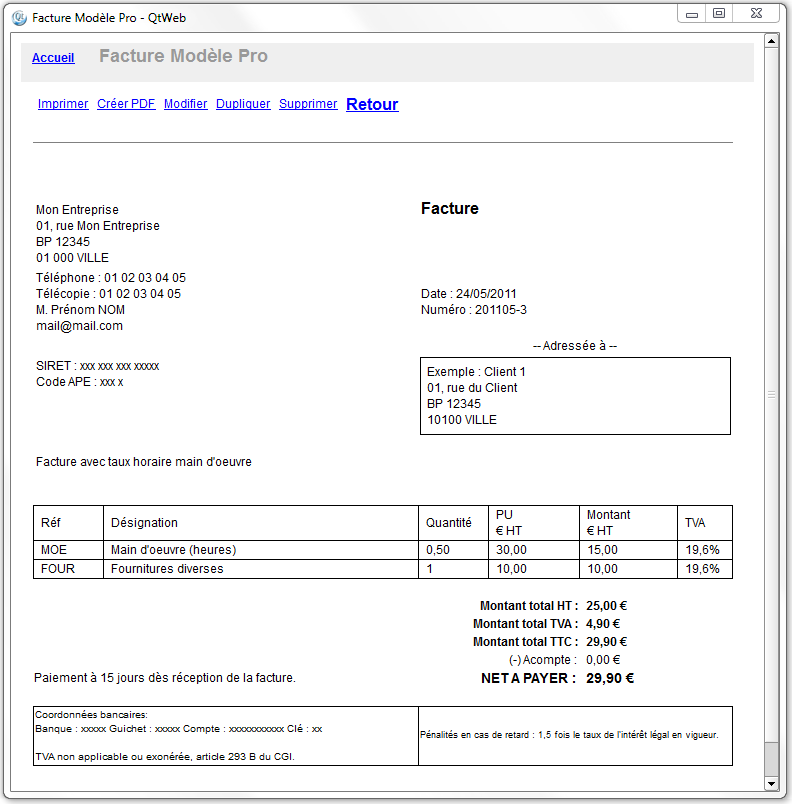 Facture Modèle Pro - QtWeb
Accueil Facture Modèle Pro
Imprimer Créer PDF Modifier Dupliquer Supprimer Retour
Mon Entreprise
01, rue Mon Entreprise
BP 12345
01 000 VILLE
Téléphone : 01 02 03 04 05
Télécopie : 01 02 03 04 05
M. Prénom NOM
mail@mail.com
SIRET : xxx xxx xxx xxxxx
Code APE : xxx x
Facture
Date : 24/05/2011
Numéro : 201105-3
-- Adressée à --
Exemple : Client 1
01, rue du Client
BP 12345
10100 VILLE
Facture avec taux horaire main d'oeuvre
Réf Désignation Quantité PU € HT Montant € HT TVA
MOE Main d'oeuvre (heures) 0,50 30,00 15,00 19,6%
FOUR Fournitures diverses 1 10,00 10,00 19,6%
Montant total HT : 25,00 €
Montant total TVA : 4,90 €
Montant total TTC : 29,90 €
(-) Acompte : 0,00 €
Paiement à 15 jours dès réception de la facture. NET A PAYER : 29,90 €
Coordonnées bancaires:
Banque : xxxxx Guichet : xxxxx Compte : xxxxxxxxxxx Clé : xx
TVA non applicable ou exonérée, article 293 B du CGI.
Pénalités en cas de retard : 1,5 fois le taux de l'intérêt légal en vigueur.